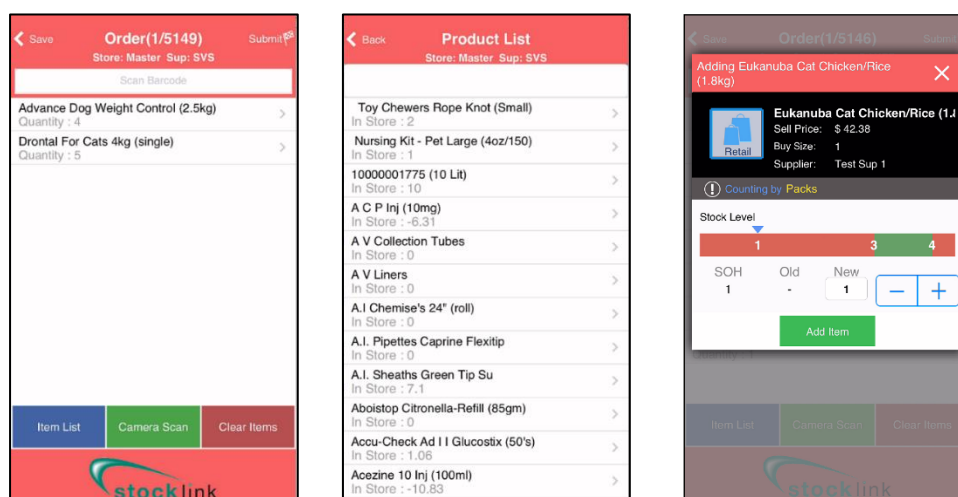 Save Order(1/5149) Submit
Store: Master Sup: SVS
Scan Barcode
Advance Dog Weight Control (2.5kg)
Quantity : 4
Drontal For Cats 4kg (single)
Quantity : 5
Item List Camera Scan Clear Items
stocklink
Back Product List
Store: Master Sup: SVS
Toy Chewers Rope Knot (Small)
In Store : 2
Nursing Kit - Pet Large (4oz/150)
In Store : 1
10000001775 (10 Lit)
In Store : 10
A C P Inj (10mg)
In Store : -6.31
A V Collection Tubes
In Store : 0
A V Liners
In Store : 0
A.I Chemise's 24" (roll)
In Store : 0
A.I. Pipettes Caprine Flexitip
In Store : 0
A.I. Sheaths Green Tip Su
In Store : 7.1
Aboistop Citronella-Refill (85gm)
In Store : 0
Accu-Check Ad I I Glucostix (50's)
In Store : 1.06
Acezine 10 Inj (100ml)
In Store : -10.83
Save Order(1/5146) Submit
Adding Eukanuba Cat Chicken/Rice
(1.8kg)
Retail
Eukanuba Cat Chicken/Rice (1.
Sell Price: $ 42.38
Buy Size: 1
Supplier: Test Sup 1
! Counting by Packs
Stock Level
1 3 4
SOH Old New
1 - 1 − +
Add Item
Quantity : 1
Item List Camera Scan Clear Items
stocklink